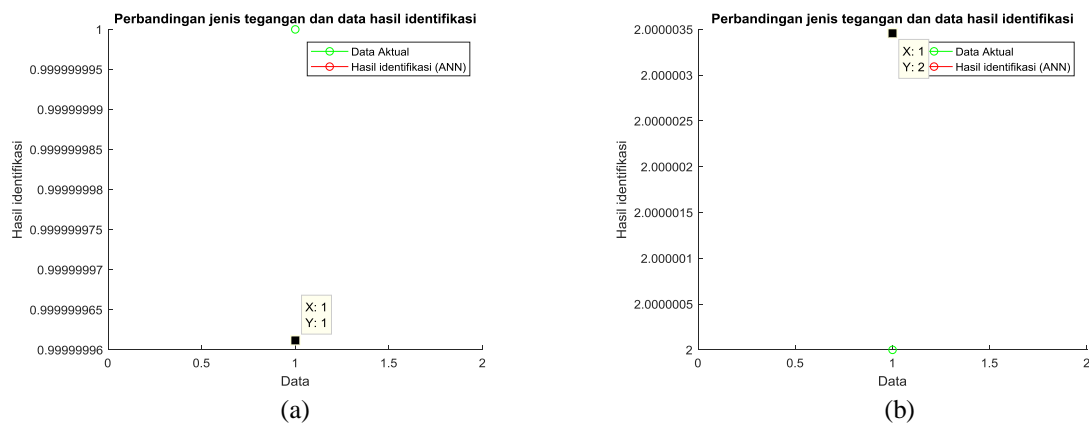 Perbandingan jenis tegangan dan data hasil identifikasi
1
0.999999995
0.99999999
0.999999985
0.99999998
0.999999975
0.99999997
0.999999965
0.99999996
Hasil identifikasi
Data Aktual
Hasil identifikasi (ANN)
X: 1
Y: 1
0
0.5
1
1.5
2
Data
(a)
Perbandingan jenis tegangan dan data hasil identifikasi
2.0000035
2.000003
2.0000025
2.000002
2.0000015
2.000001
2.0000005
2
Hasil identifikasi
X: 1
Y: 2
Data Aktual
Hasil identifikasi (ANN)
0
0.5
1
1.5
2
Data
(b)